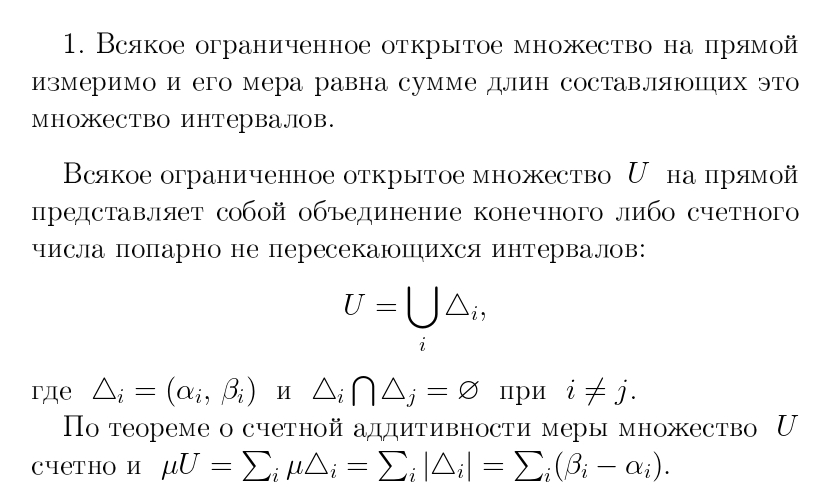 1. Всякое ограниченное открытое множество на прямой
измеримо и его мера равна сумме длин составляющих это
множество интервалов.
Всякое ограниченное открытое множество U на прямой
представляет собой объединение конечного либо счетного
числа попарно не пересекающихся интервалов:
U = ⋃_i △_i,
где △_i = (α_i, β_i) и △_i ⋂ △_j = ∅ при i ≠ j.
По теореме о счетной аддитивности меры множество U
счетно и μU = ∑_i μ△_i = ∑_i |△_i| = ∑_i(β_i − α_i).